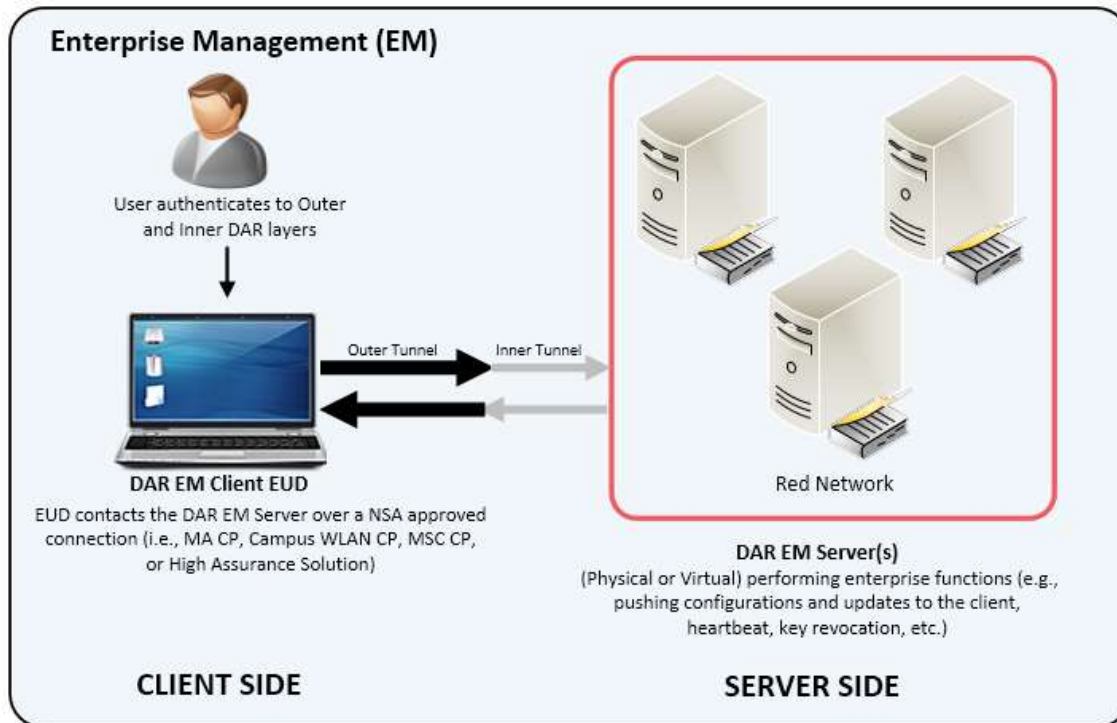 Enterprise Management (EM)
User authenticates to Outer
and Inner DAR layers
Outer Tunnel
Inner Tunnel
DAR EM Client EUD
EUD contacts the DAR EM Server over a NSA approved
connection (i.e., MA CP, Campus WLAN CP, MSC CP,
or High Assurance Solution)
CLIENT SIDE
Red Network
DAR EM Server(s)
(Physical or Virtual) performing enterprise functions (e.g.,
pushing configurations and updates to the client,
heartbeat, key revocation, etc.)
SERVER SIDE